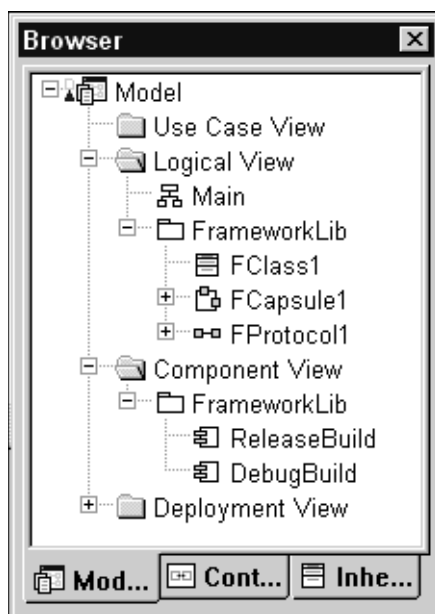 Browser
Model
Use Case View
Logical View
Main
FrameworkLib
FClass1
FCapsule1
FProtocol1
Component View
FrameworkLib
ReleaseBuild
DebugBuild
Deployment View
Mod... Cont... Inhe...